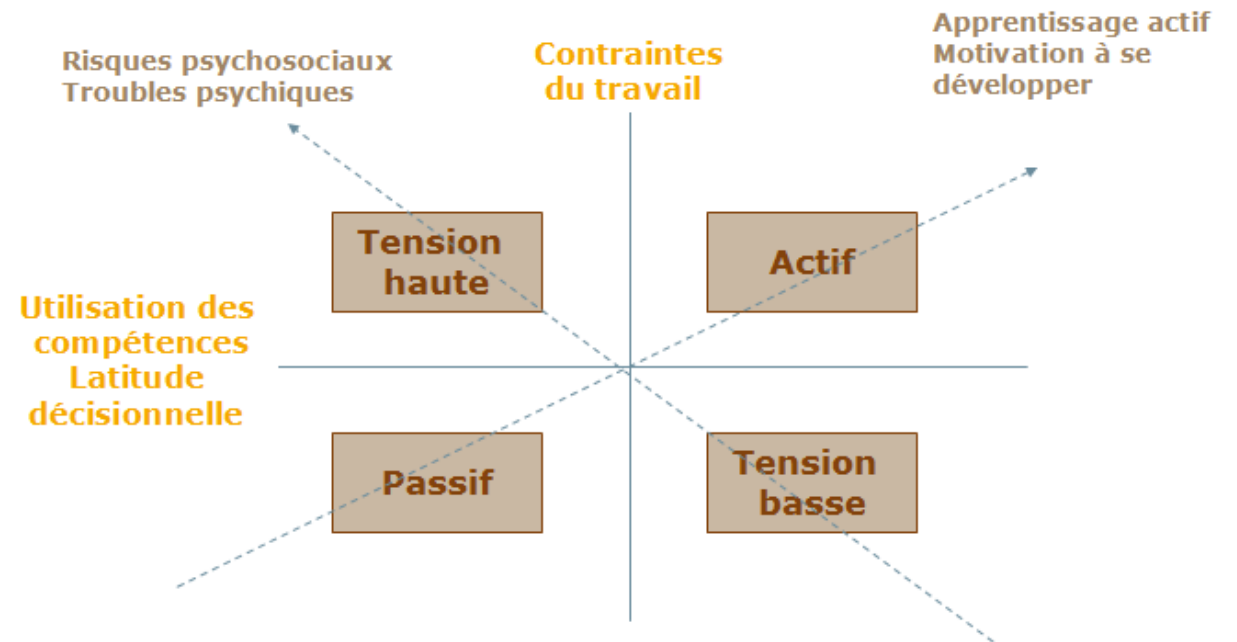 Risques psychosociaux
Troubles psychiques
Contraintes
du travail
Apprentissage actif
Motivation à se
développer
Tension
haute
Actif
Utilisation des
compétences
Latitude
décisionnelle
Passif
Tension
basse